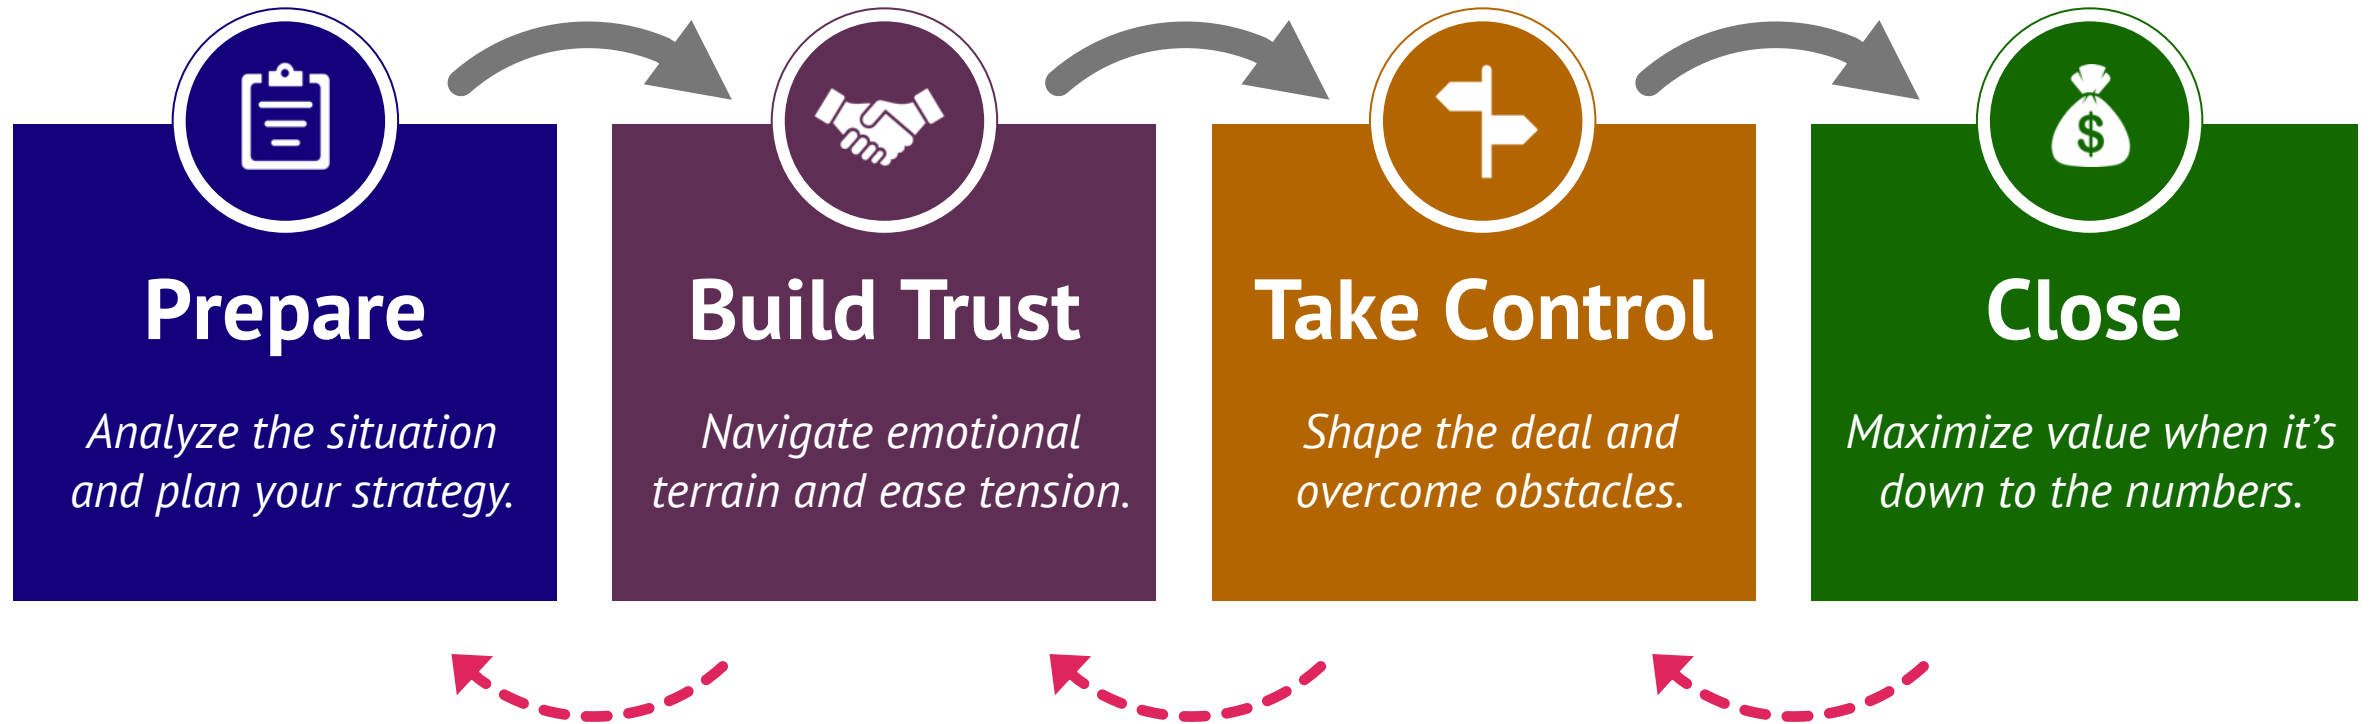 Prepare
Analyze the situation
and plan your strategy.
Build Trust
Navigate emotional
terrain and ease tension.
Take Control
Shape the deal and
overcome obstacles.
$
Close
Maximize value when it’s
down to the numbers.